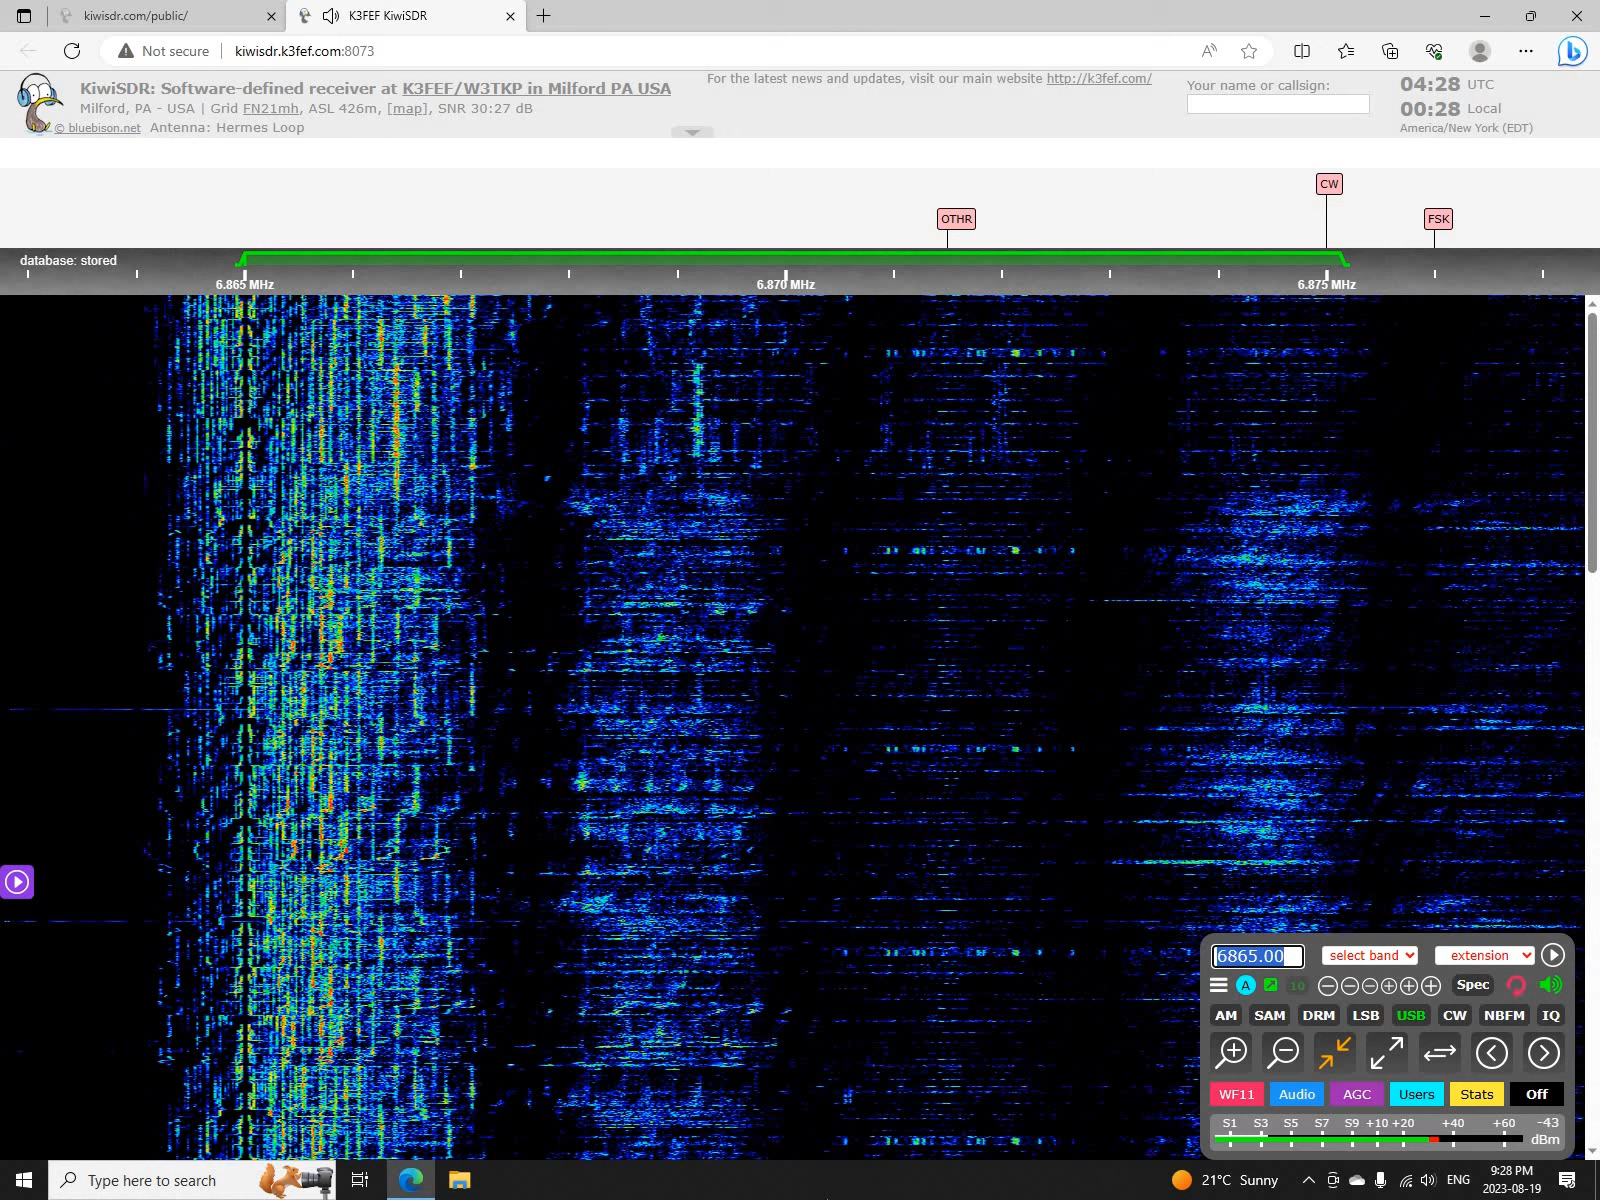 kiwisdr.com/public/
K3FEF KiwiSDR
Not secure
kiwisdr.k3fef.com:8073
KiwiSDR: Software-defined receiver at K3FEF/W3TKP in Milford PA USA
Milford, PA - USA | Grid FN21mh, ASL 426m, [map], SNR 30:27 dB
© bluebison.net Antenna: Hermes Loop
For the latest news and updates, visit our main website http://k3fef.com/
Your name or callsign:
04:28 UTC
00:28 Local
America/New York (EDT)
CW
OTHR
FSK
database: stored
6.865 MHz
6.870 MHz
6.875 MHz
6865.00
select band
extension
A
10
Spec
AM SAM DRM LSB USB CW NBFM IQ
WF11 Audio AGC Users Stats Off
S1 S3 S5 S7 S9 +10 +20 +40 +60 -43
dBm
Type here to search
21°C Sunny
ENG
9:28 PM
2023-08-19